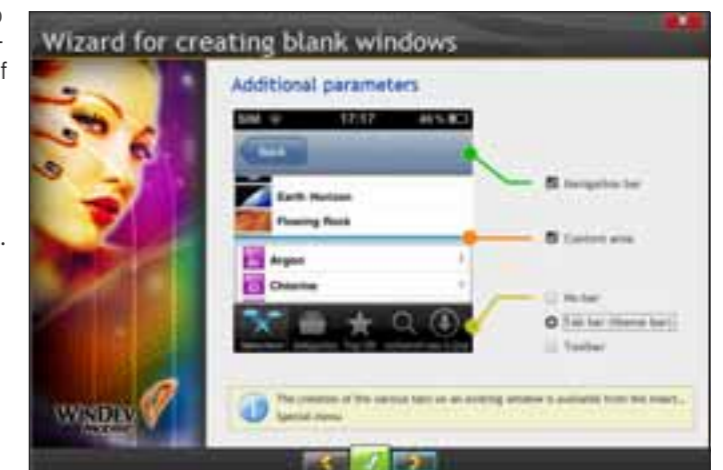 Wizard for creating blank windows
Additional parameters
SIM 17:17 46%
Back
Earth Horizon
Flowing Rock
Argon
Chlorine
Navigation bar
Custom area
No bar
Tab bar (theme bar)
Toolbar
The creation of the various bars on an existing window is available from the Insert...
Special menu.
WINDEV
f
.